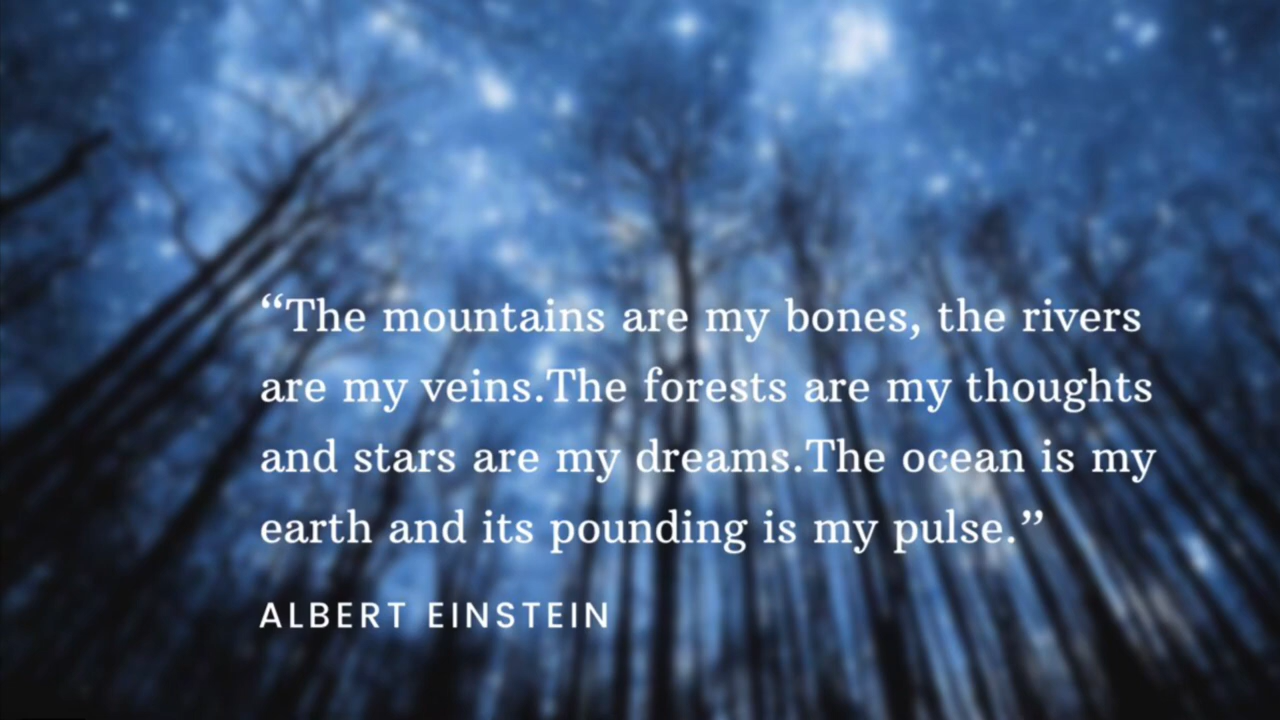 “The mountains are my bones, the rivers
are my veins.The forests are my thoughts
and stars are my dreams.The ocean is my
earth and its pounding is my pulse.”
ALBERT EINSTEIN